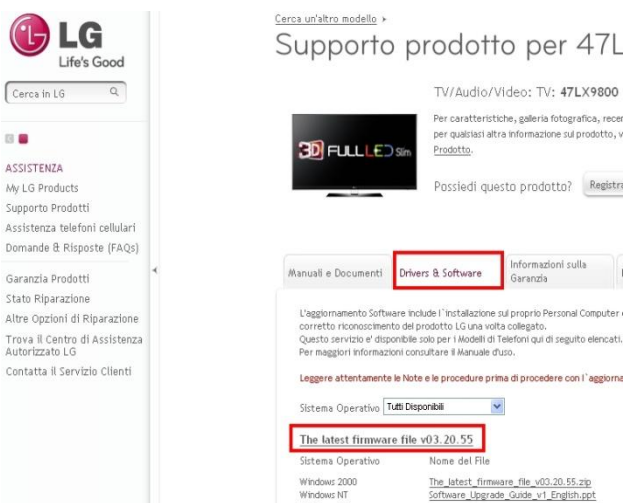 LG
Life's Good
Cerca in LG
ASSISTENZA
My LG Products
Supporto Prodotti
Assistenza telefoni cellulari
Domande & Risposte (FAQs)
Garanzia Prodotti
Stato Riparazione
Altre Opzioni di Riparazione
Trova il Centro di Assistenza
Autorizzato LG
Contatta il Servizio Clienti
Cerca un'altro modello
Supporto prodotto per 47L
TV/Audio/Video: TV: 47LX9800
Per caratteristiche, galleria fotografica, recen
per qualsiasi altra informazione sul prodotto, v
Prodotto.
3D FULL LED Slim
Possiedi questo prodotto? Registra
Manuali e Documenti
Drivers & Software
Informazioni sulla
Garanzia
L'aggiornamento Software include l`installazione sul proprio Personal Computer
corretto riconoscimento del prodotto LG una volta collegato.
Questo servizio e' disponibile solo per i Modelli di Telefoni qui di seguito elencati.
Per maggiori informazioni consultare il Manuale d'uso.
Leggere attentamente le Note e le procedure prima di procedere con l`aggiorna
Sistema Operativo Tutti Disponibili
The latest firmware file v03.20.55
Sistema Operativo Nome del File
Windows 2000 The_latest_firmware_file_v03.20.55.zip
Windows NT Software_Upgrade_Guide_v1_English.ppt